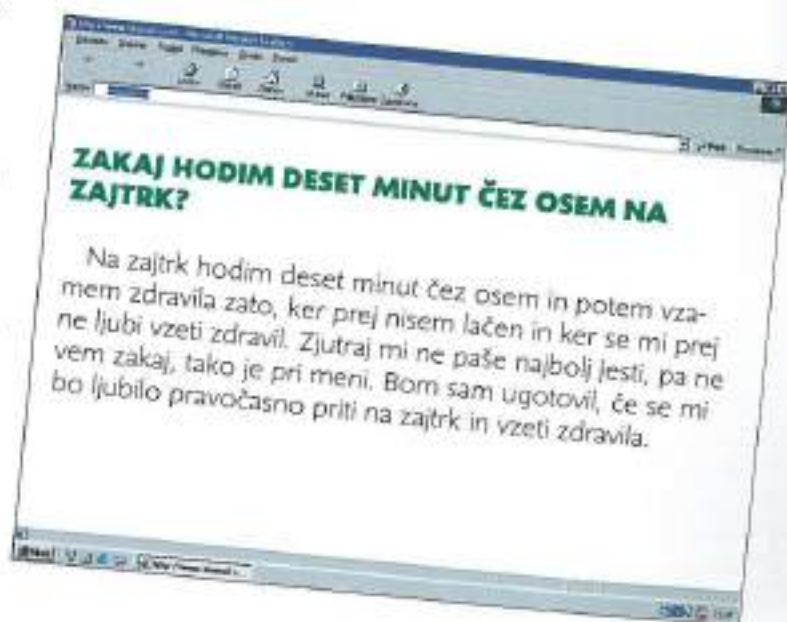 ZAKAJ HODIM DESET MINUT ČEZ OSEM NA
ZAJTRK?
Na zajtrk hodim deset minut čez osem in potem vza-
mem zdravila zato, ker prej nisem lačen in ker se mi prej
ne ljubi vzeti zdravil. Zjutraj mi ne paše najbolj jesti, pa ne
vem zakaj, tako je pri meni. Bom sam ugotovil, če se mi
bo ljubilo pravočasno priti na zajtrk in vzeti zdravila.